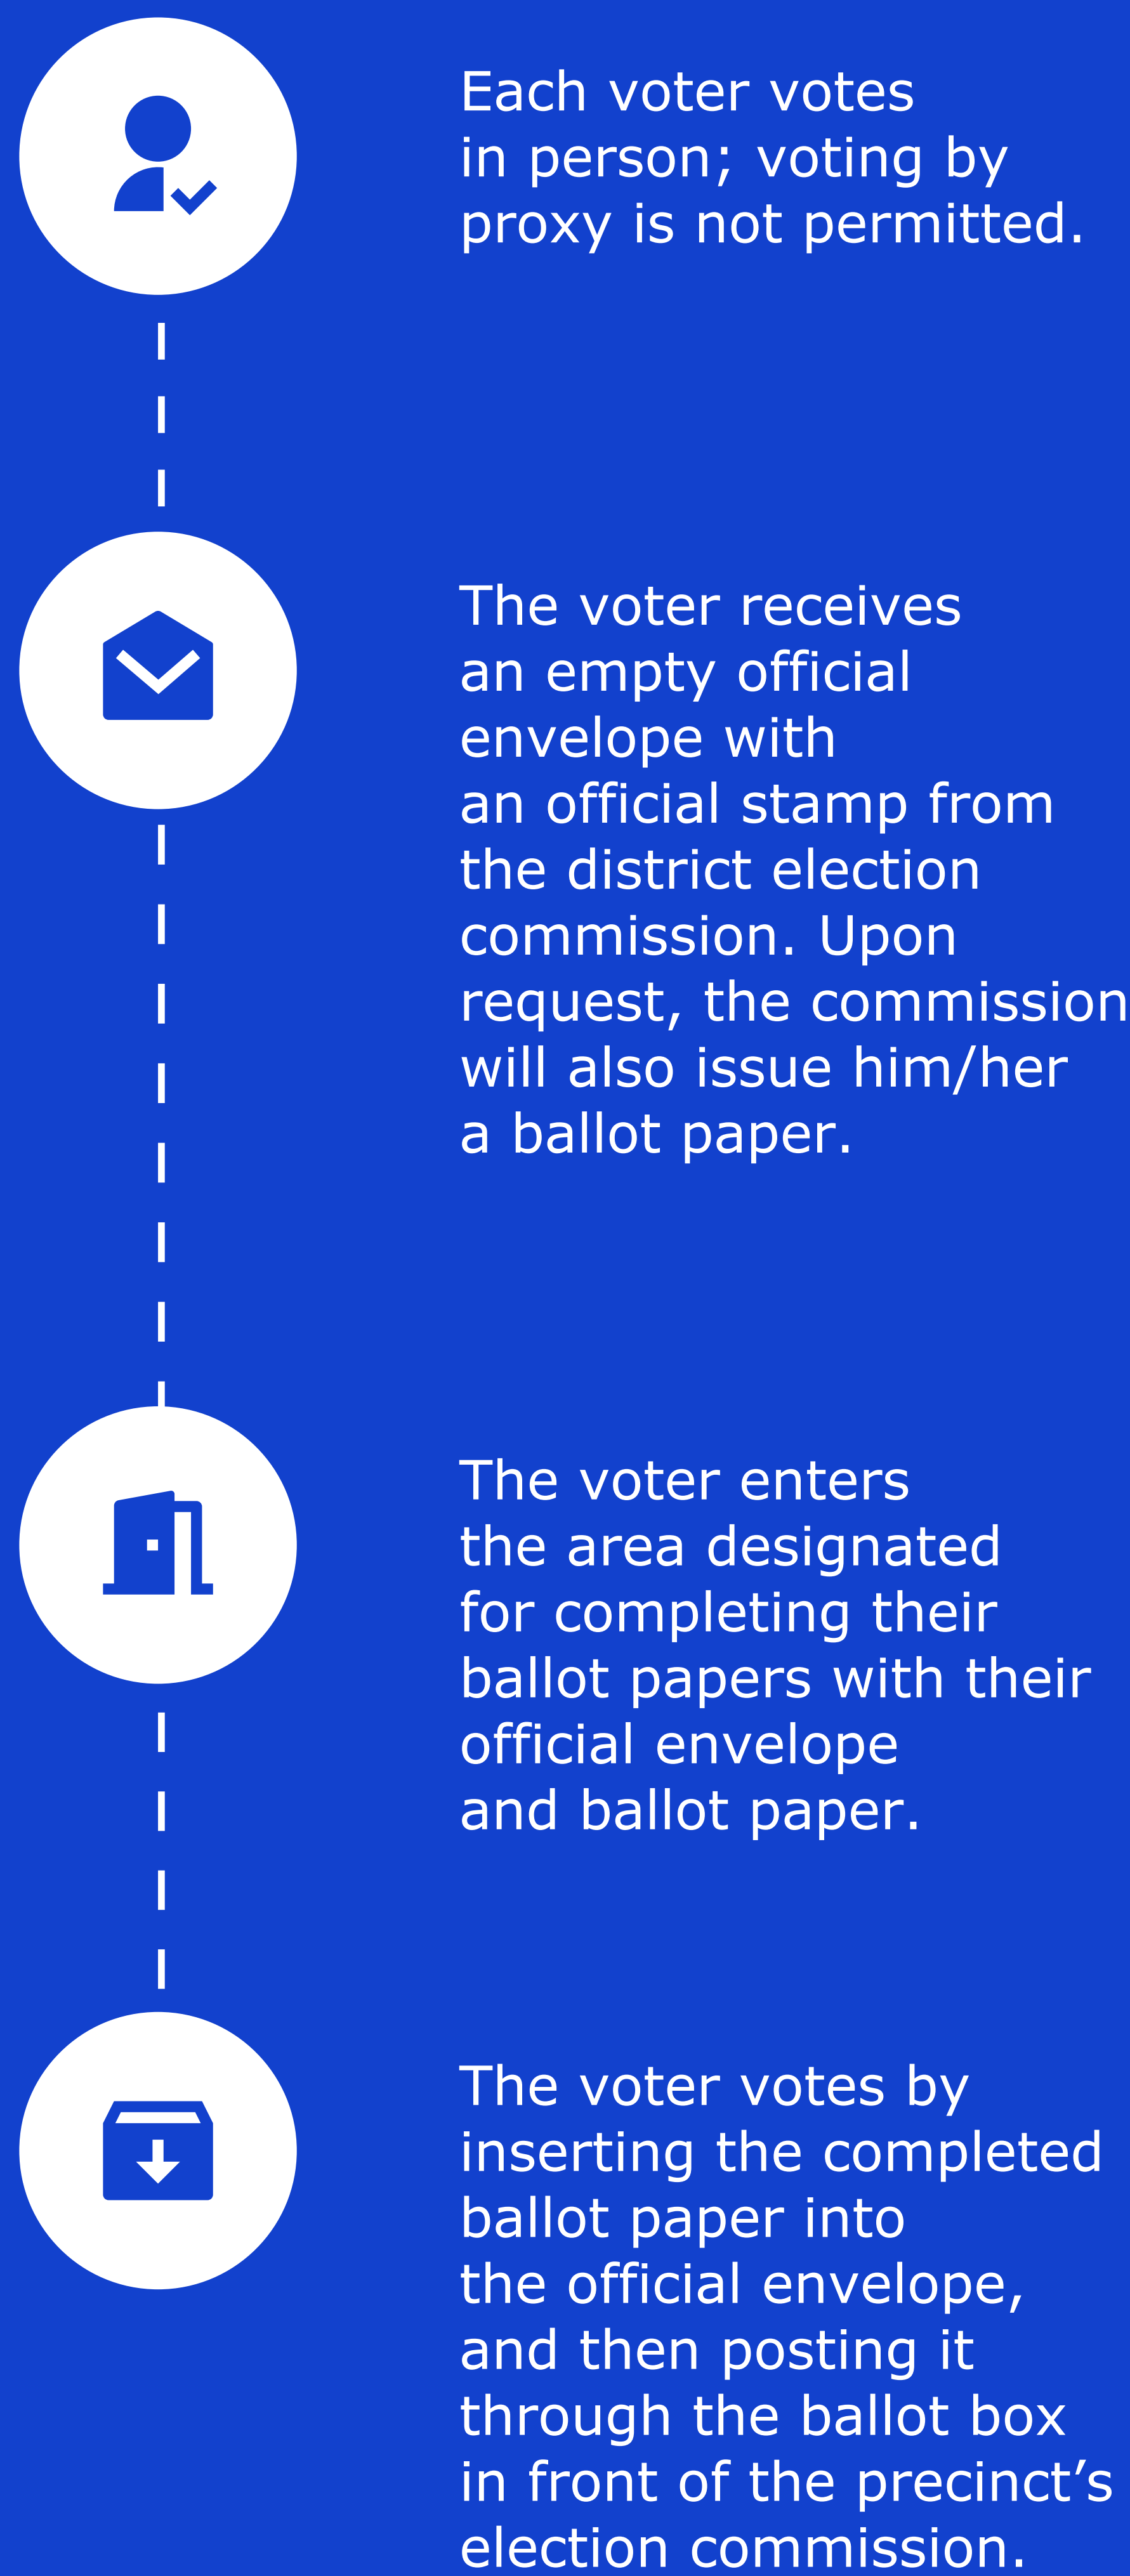 Each voter votes
in person; voting by
proxy is not permitted.
The voter receives
an empty official
envelope with
an official stamp from
the district election
commission. Upon
request, the commission
will also issue him/her
a ballot paper.
The voter enters
the area designated
for completing their
ballot papers with their
official envelope
and ballot paper.
The voter votes by
inserting the completed
ballot paper into
the official envelope,
and then posting it
through the ballot box
in front of the precinct’s
election commission.